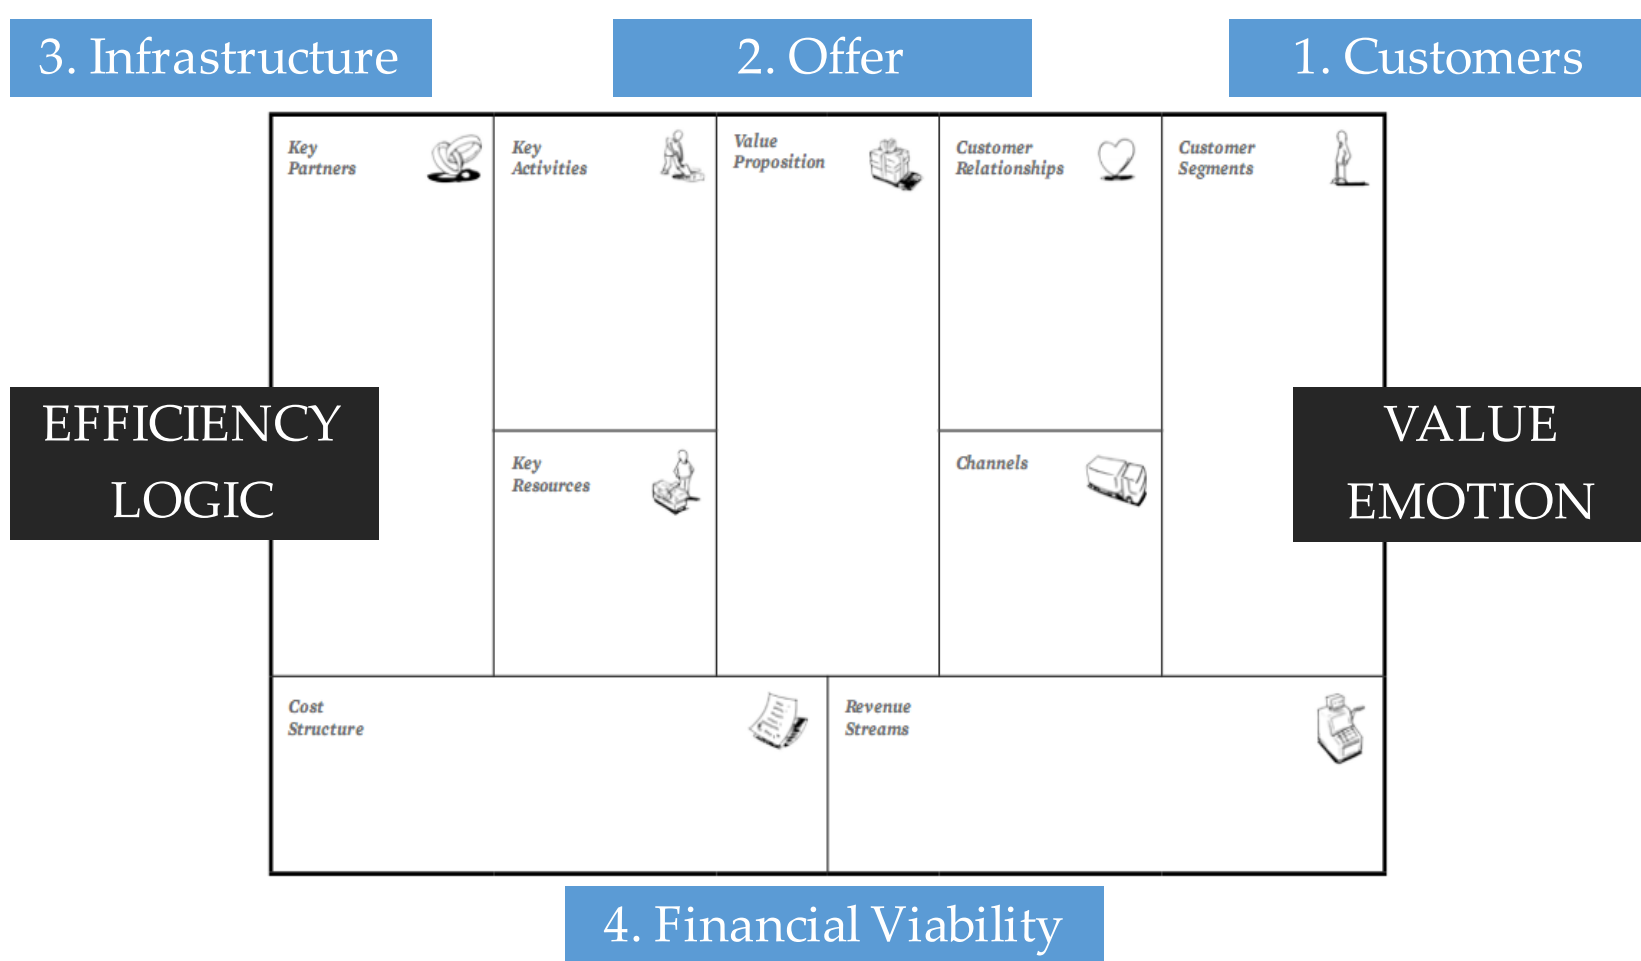 3. Infrastructure
2. Offer
1. Customers
Key
Partners
Key
Activities
Value
Proposition
Customer
Relationships
Customer
Segments
EFFICIENCY
LOGIC
VALUE
EMOTION
Key
Resources
Channels
Cost
Structure
Revenue
Streams
4. Financial Viability